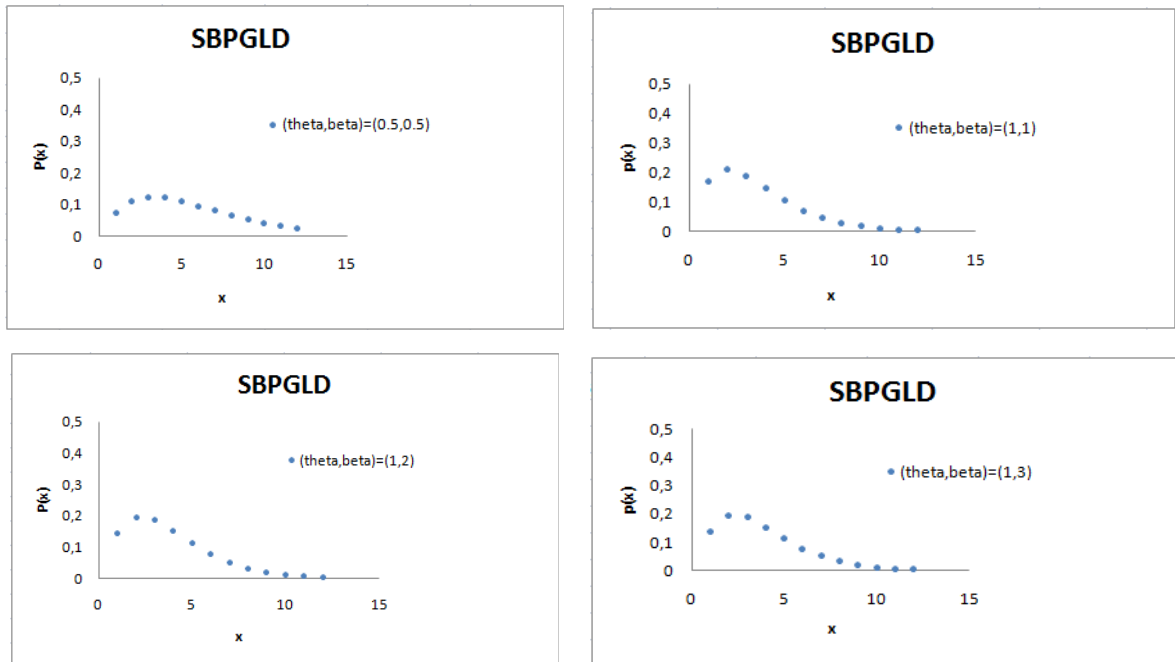 SBPGLD
0,5
(theta,beta)=(0.5,0.5)
0,4
0,3
P(x)
0,2
0,1
0
0 5 10 15
x
SBPGLD
0,5
(theta,beta)=(1,1)
0,4
0,3
p(x)
0,2
0,1
0
0 5 10 15
x
SBPGLD
0,5
0,4
(theta,beta)=(1,2)
0,3
P(x)
0,2
0,1
0
0 5 10 15
x
SBPGLD
0,5
0,4
(theta,beta)=(1,3)
0,3
p(x)
0,2
0,1
0
0 5 10 15
x